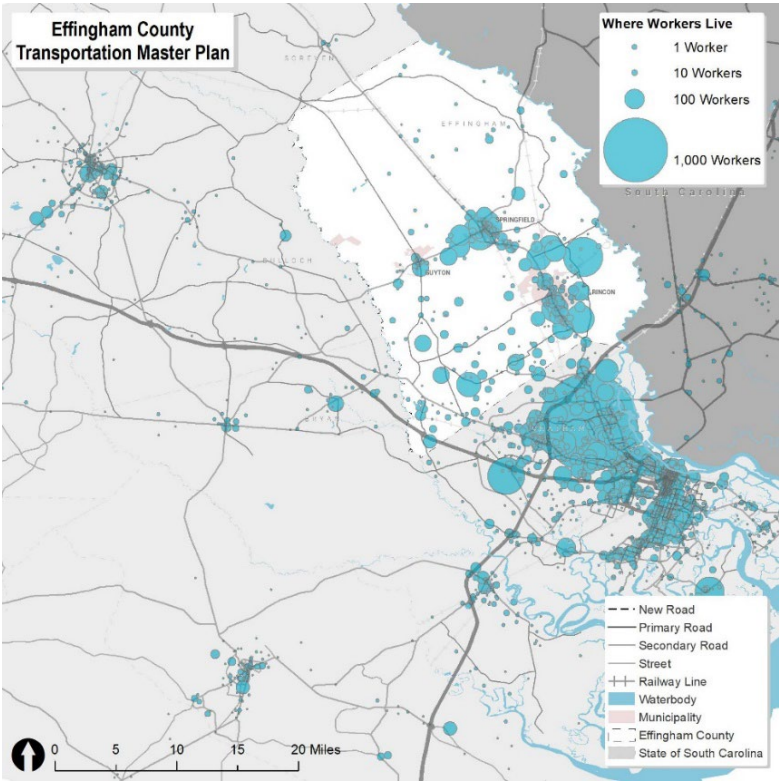 Effingham County
Transportation Master Plan
Where Workers Live
1 Worker
10 Workers
100 Workers
1,000 Workers
SCREVEN
EFFINGHAM
South Carolina
SPRINGFIELD
BULLOCH
GUYTON
RINCON
BRYAN
New Road
Primary Road
Secondary Road
Street
Railway Line
Waterbody
Municipality
Effingham County
State of South Carolina
0 5 10 15 20 Miles